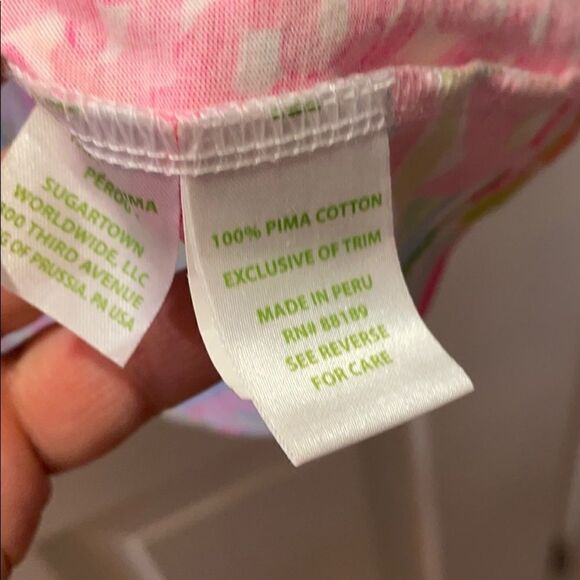 PERUPIMA
SUGARTOWN
WORLDWIDE, LLC
800 THIRD AVENUE
OF PRUSSIA, PA USA
100% PIMA COTTON
EXCLUSIVE OF TRIM
MADE IN PERU
RN# 88189
SEE REVERSE
FOR CARE